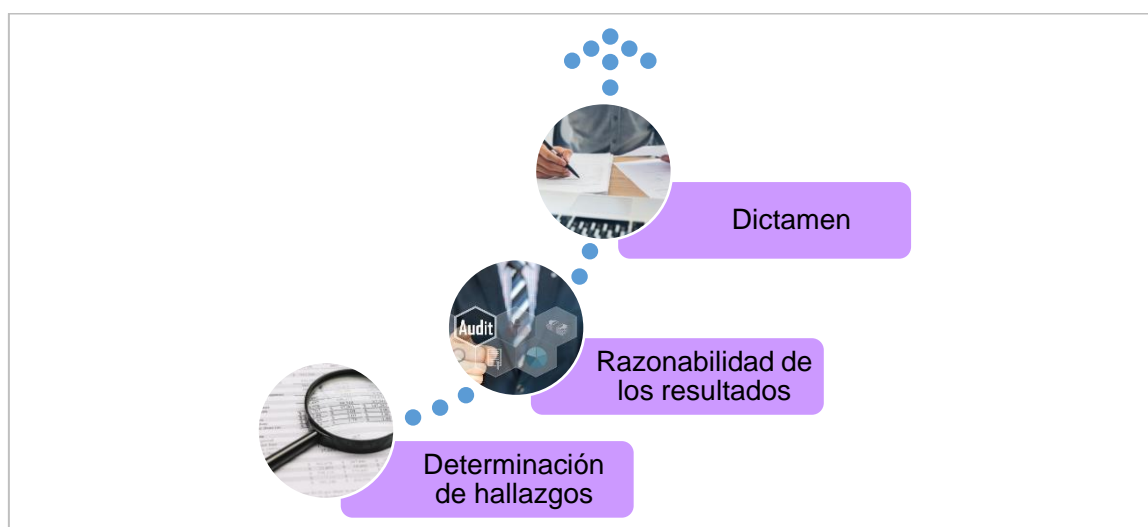 Dictamen
Audit
Razonabilidad de
los resultados
Determinación
de hallazgos